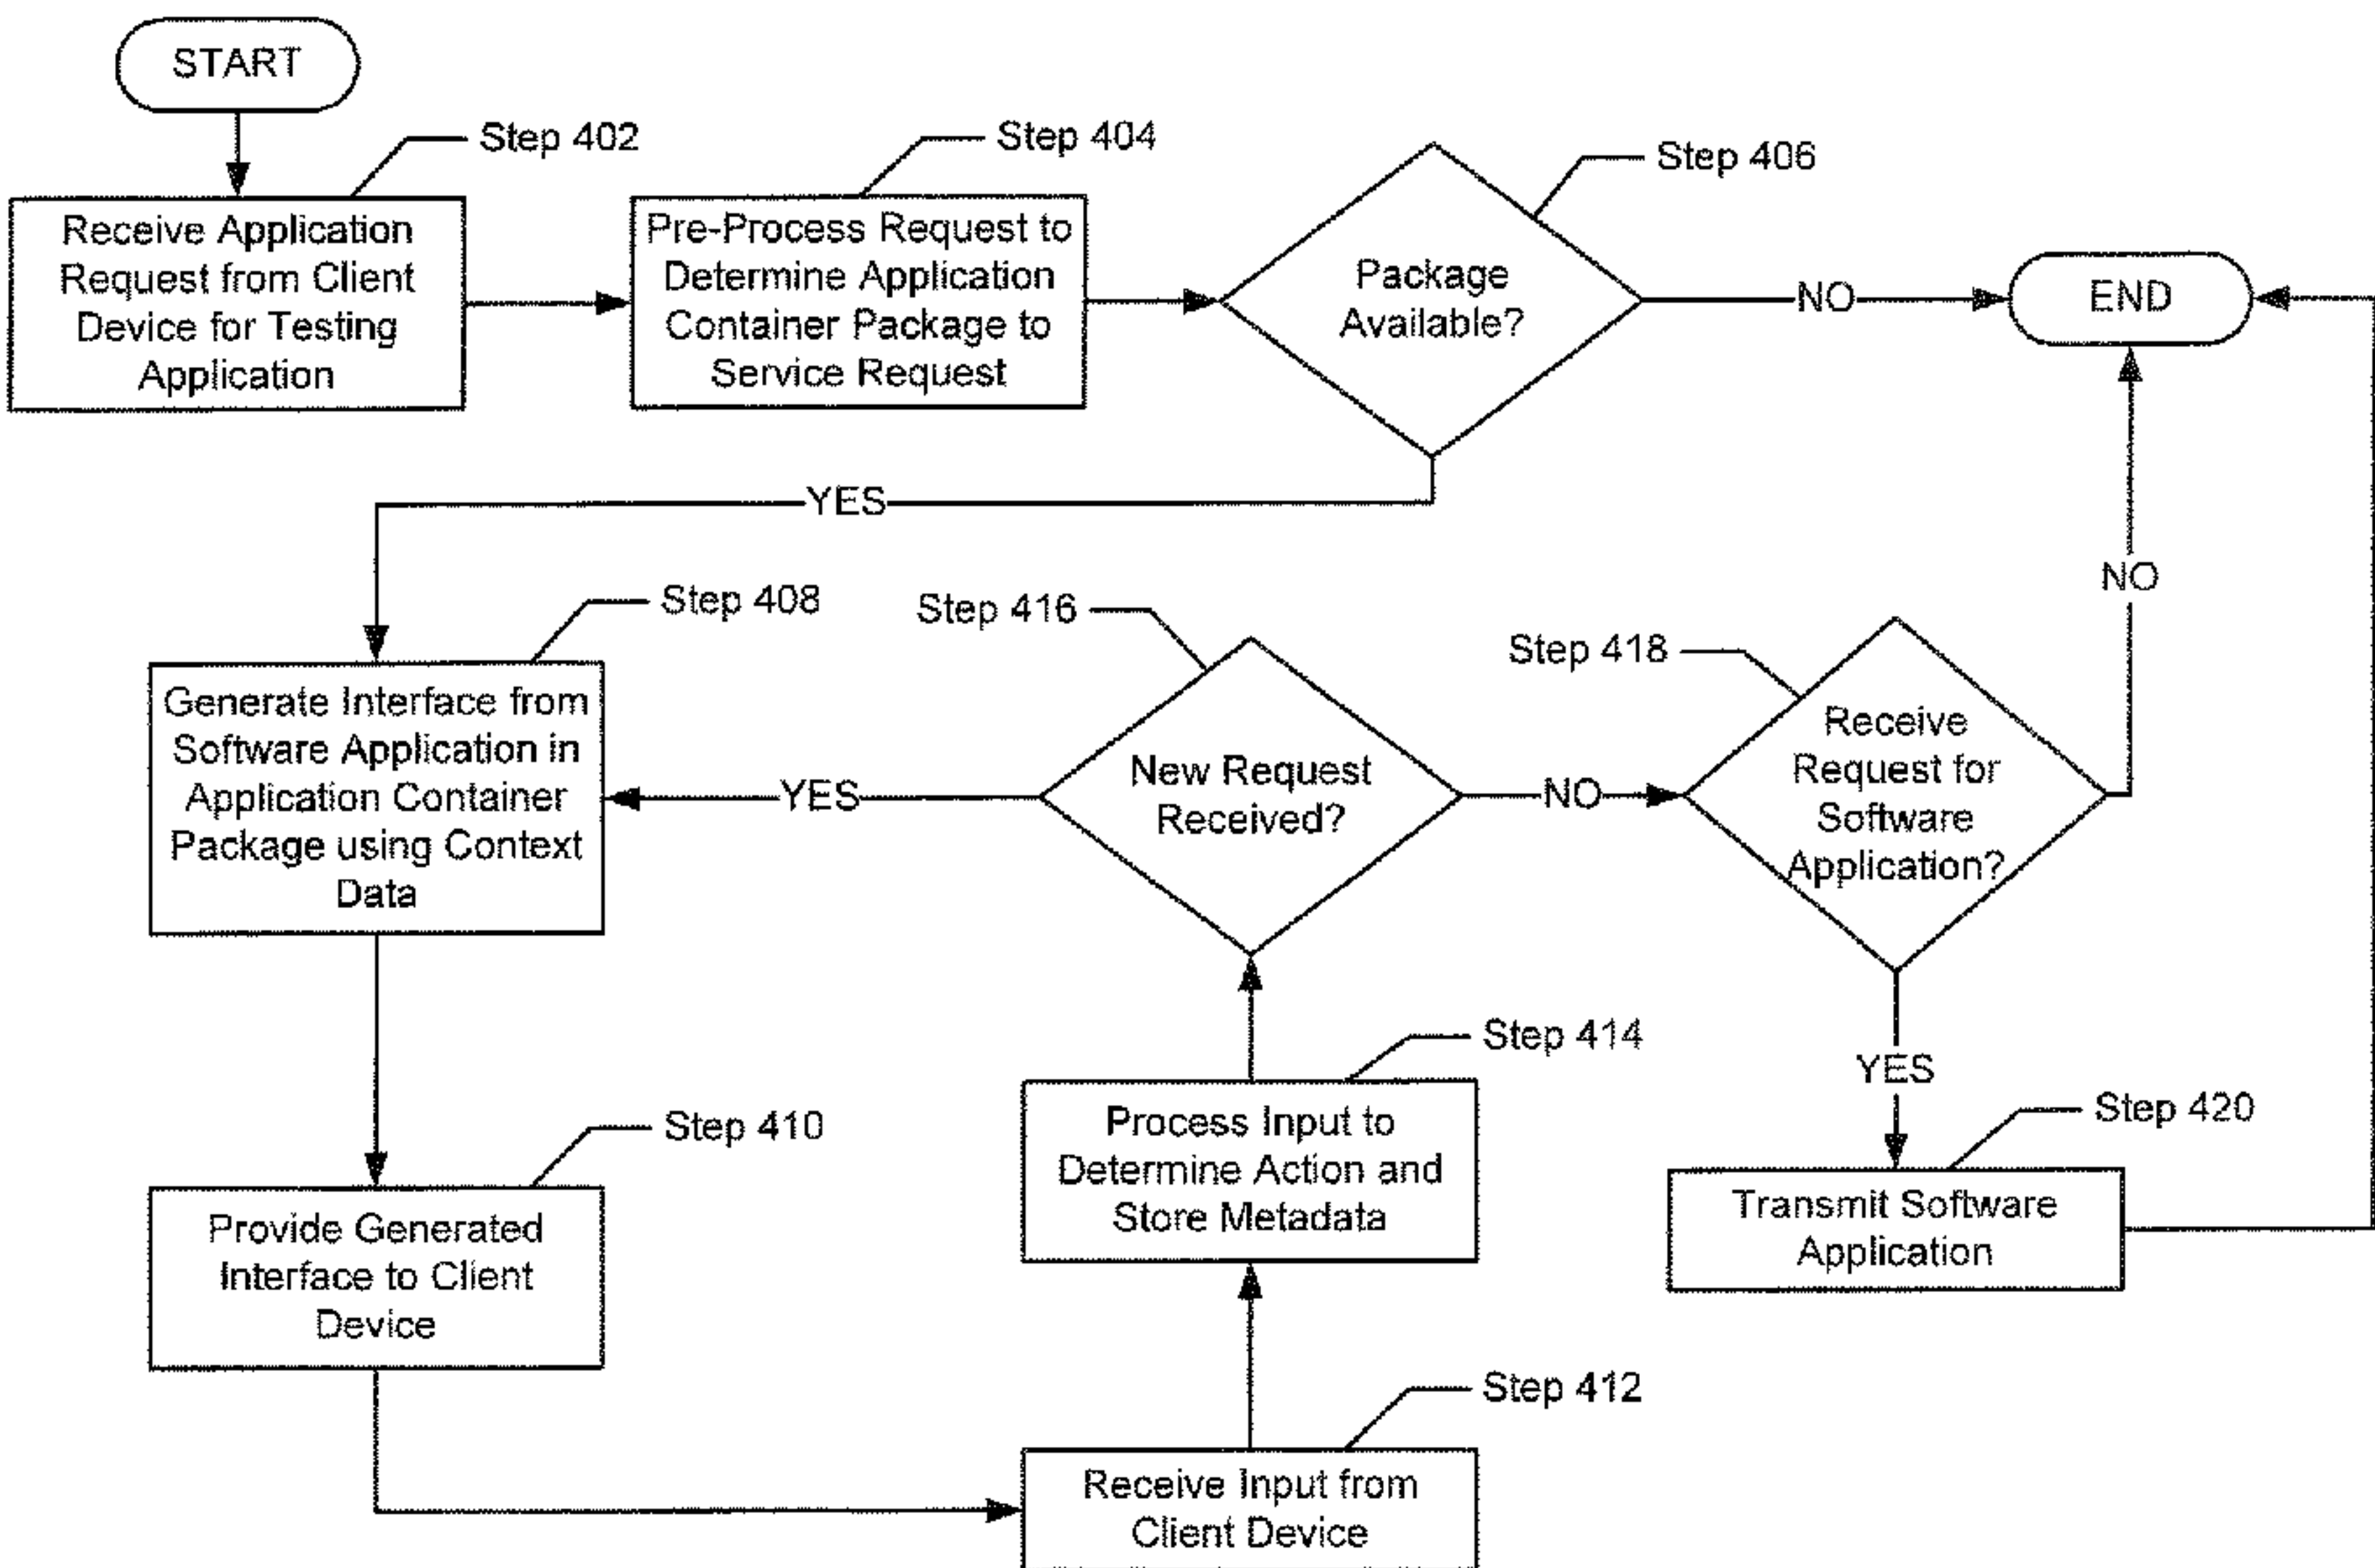 START
Step 402
Receive Application
Request from Client
Device for Testing
Application
Step 404
Pre-Process Request to
Determine Application
Container Package to
Service Request
Step 406
Package
Available?
NO
END
YES
Step 408
Generate Interface from
Software Application in
Application Container
Package using Context
Data
Step 416
New Request
Received?
YES
NO
Step 418
Receive
Request for
Software
Application?
NO
YES
Step 410
Provide Generated
Interface to Client
Device
Step 414
Process Input to
Determine Action and
Store Metadata
Step 420
Transmit Software
Application
Step 412
Receive Input from
Client Device